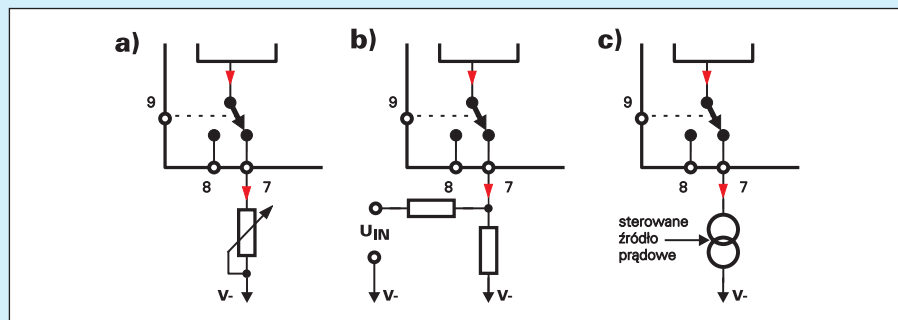 a)
9
8 7
V-
b)
9
8 7
UIN
V- V-
c)
9
8 7
sterowane
źródło
prądowe
V-